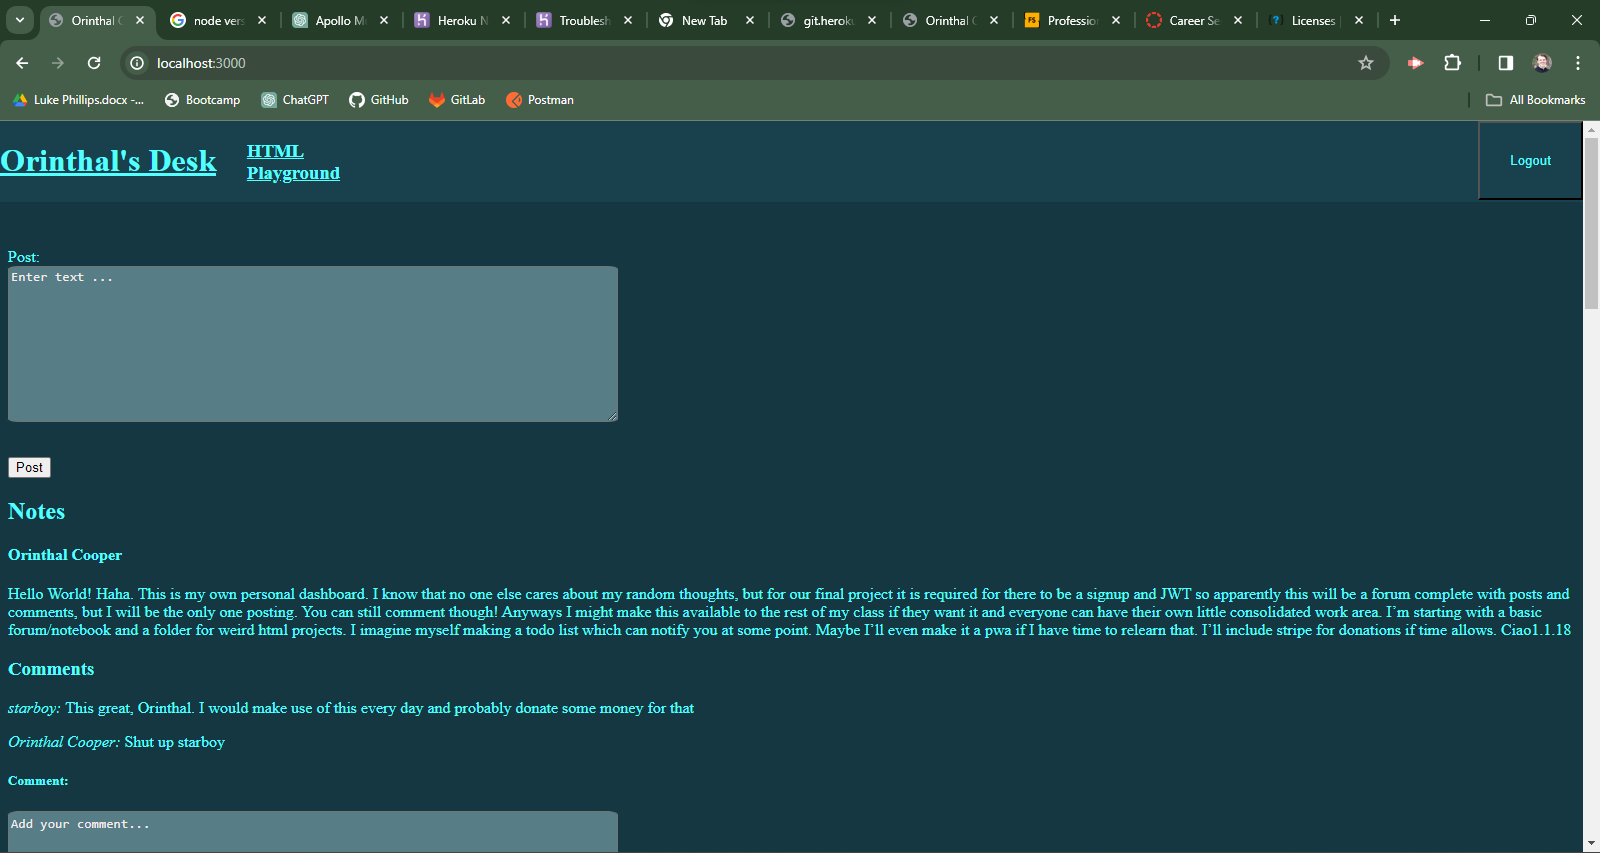 Orinthal C
node vers
Apollo Mu
Heroku N
Troublesh
New Tab
git.heroku
Orinthal C
Profession
Career Se
Licenses
localhost:3000
Luke Phillips.docx -...
Bootcamp
ChatGPT
GitHub
GitLab
Postman
All Bookmarks
Orinthal's Desk
HTML
Playground
Logout
Post:
Enter text ...
Post
Notes
Orinthal Cooper
Hello World! Haha. This is my own personal dashboard. I know that no one else cares about my random thoughts, but for our final project it is required for there to be a signup and JWT so apparently this will be a forum complete with posts and
comments, but I will be the only one posting. You can still comment though! Anyways I might make this available to the rest of my class if they want it and everyone can have their own little consolidated work area. I’m starting with a basic
forum/notebook and a folder for weird html projects. I imagine myself making a todo list which can notify you at some point. Maybe I’ll even make it a pwa if I have time to relearn that. I’ll include stripe for donations if time allows. Ciao1.1.18
Comments
starboy: This great, Orinthal. I would make use of this every day and probably donate some money for that
Orinthal Cooper: Shut up starboy
Comment:
Add your comment...